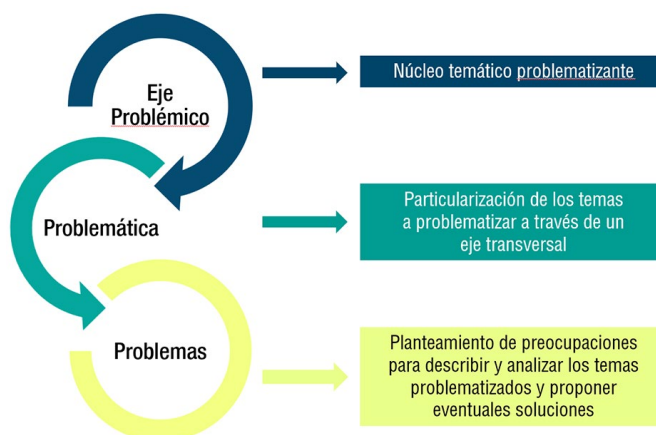 Eje
Problémico
Núcleo temático problematizante
Problemática
Particularización de los temas
a problematizar a través de un
eje transversal
Problemas
Planteamiento de preocupaciones
para describir y analizar los temas
problematizados y proponer
eventuales soluciones